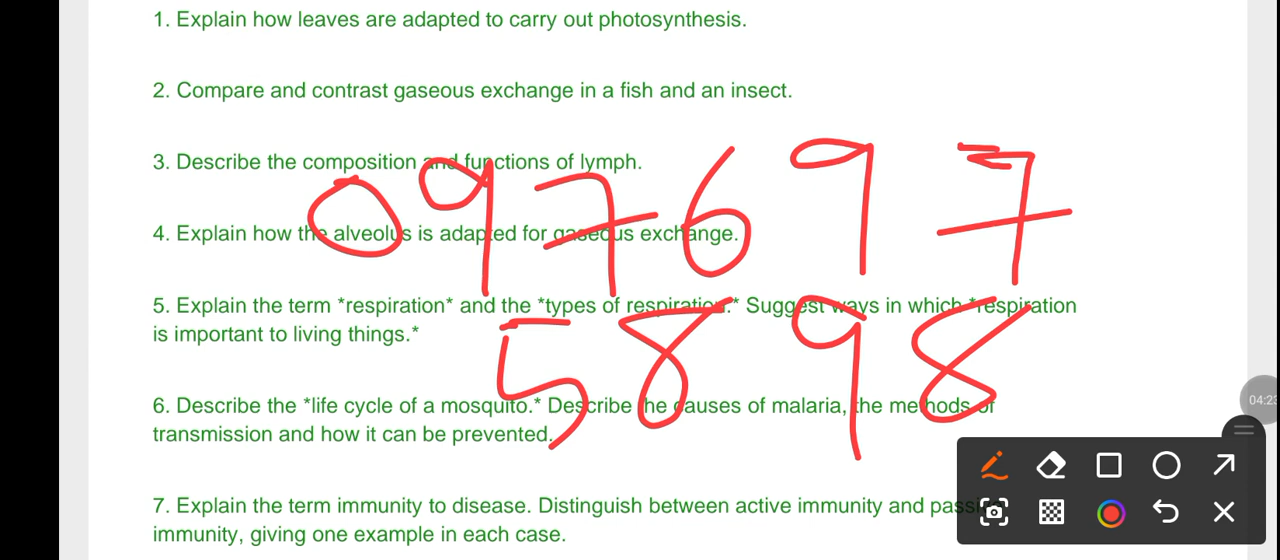 1. Explain how leaves are adapted to carry out photosynthesis.
2. Compare and contrast gaseous exchange in a fish and an insect.
3. Describe the composition and functions of lymph.
097697
4. Explain how the alveolus is adapted for gaseous exchange.
5. Explain the term *respiration* and the *types of respiration.* Suggest ways in which *respiration
is important to living things.*
5898
6. Describe the *life cycle of a mosquito.* Describe the causes of malaria, the methods of
transmission and how it can be prevented.
04:23
7. Explain the term immunity to disease. Distinguish between active immunity and passive
immunity, giving one example in each case.